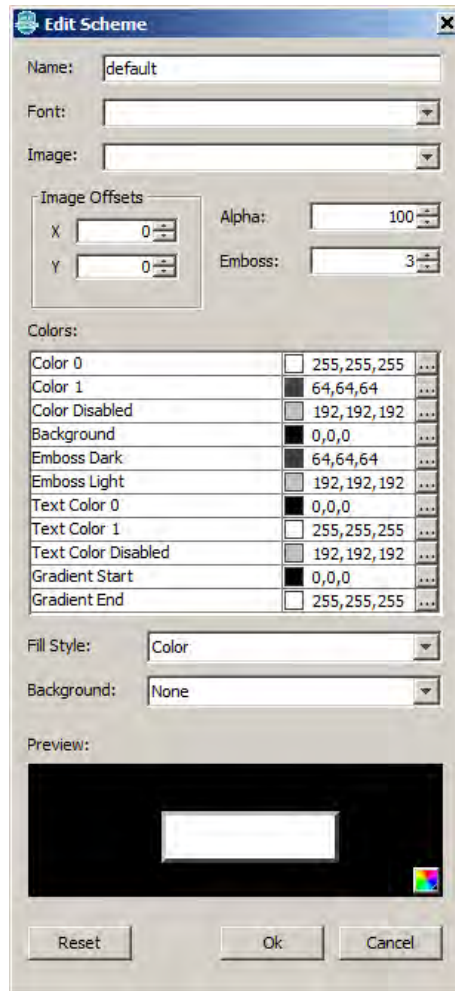 Edit Scheme
Name: default
Font:
Image:
Image Offsets
X 0
Y 0
Alpha: 100
Emboss: 3
Colors:
Color 0 255,255,255 ...
Color 1 64,64,64 ...
Color Disabled 192,192,192 ...
Background 0,0,0 ...
Emboss Dark 64,64,64 ...
Emboss Light 192,192,192 ...
Text Color 0 0,0,0 ...
Text Color 1 255,255,255 ...
Text Color Disabled 192,192,192 ...
Gradient Start 0,0,0 ...
Gradient End 255,255,255 ...
Fill Style: Color
Background: None
Preview:
Reset Ok Cancel